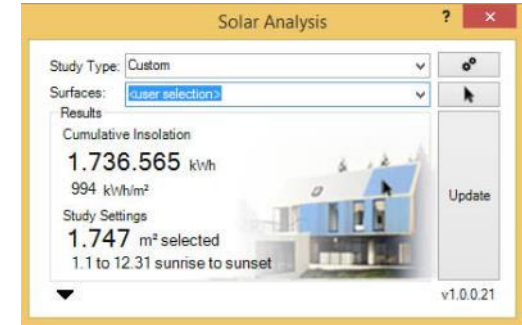 Solar Analysis ? ×
Study Type: Custom
Surfaces: <user selection>
Results
Cumulative Insolation
1.736.565 kWh
994 kWh/m²
Study Settings
1.747 m² selected
1.1 to 12.31 sunrise to sunset
Update
v1.0.0.21